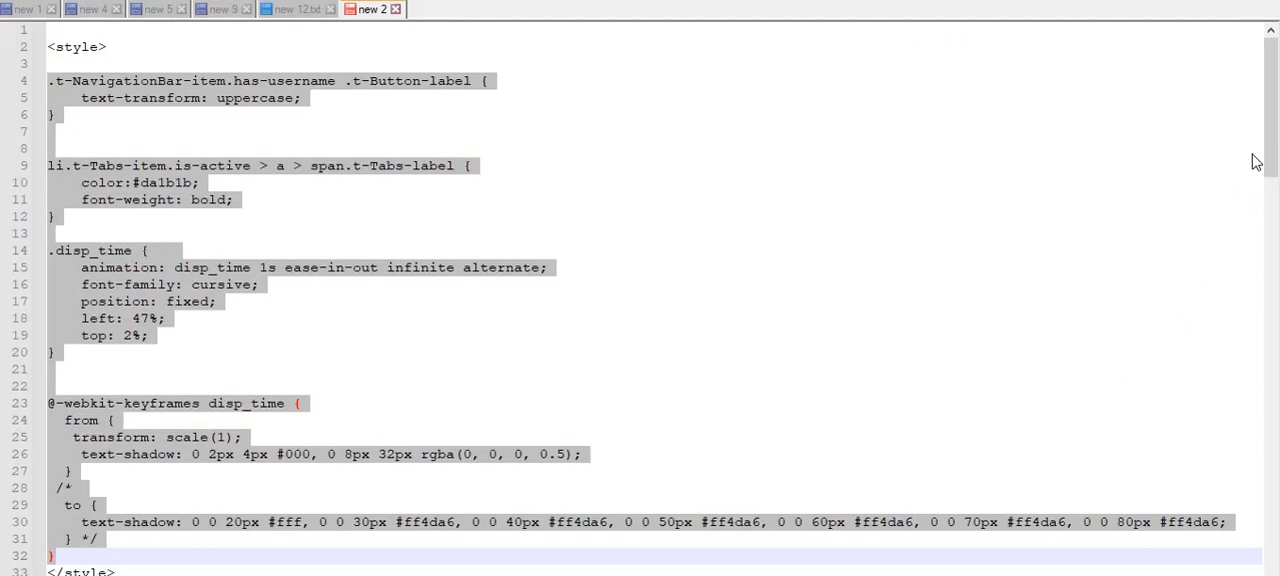 new 1 new 4 new 5 new 9 new 12.txt new 2
1
2 <style>
3
4 .t-NavigationBar-item.has-username .t-Button-label {
5 text-transform: uppercase;
6 }
7
8
9 li.t-Tabs-item.is-active > a > span.t-Tabs-label {
10 color:#da1b1b;
11 font-weight: bold;
12 }
13
14 .disp_time {
15 animation: disp_time 1s ease-in-out infinite alternate;
16 font-family: cursive;
17 position: fixed;
18 left: 47%;
19 top: 2%;
20 }
21
22
23 @-webkit-keyframes disp_time {
24 from {
25 transform: scale(1);
26 text-shadow: 0 2px 4px #000, 0 8px 32px rgba(0, 0, 0, 0.5);
27 }
28 /*
29 to {
30 text-shadow: 0 0 20px #fff, 0 0 30px #ff4da6, 0 0 40px #ff4da6, 0 0 50px #ff4da6, 0 0 60px #ff4da6, 0 0 70px #ff4da6, 0 0 80px #ff4da6;
31 } */
32 }
33 </style>